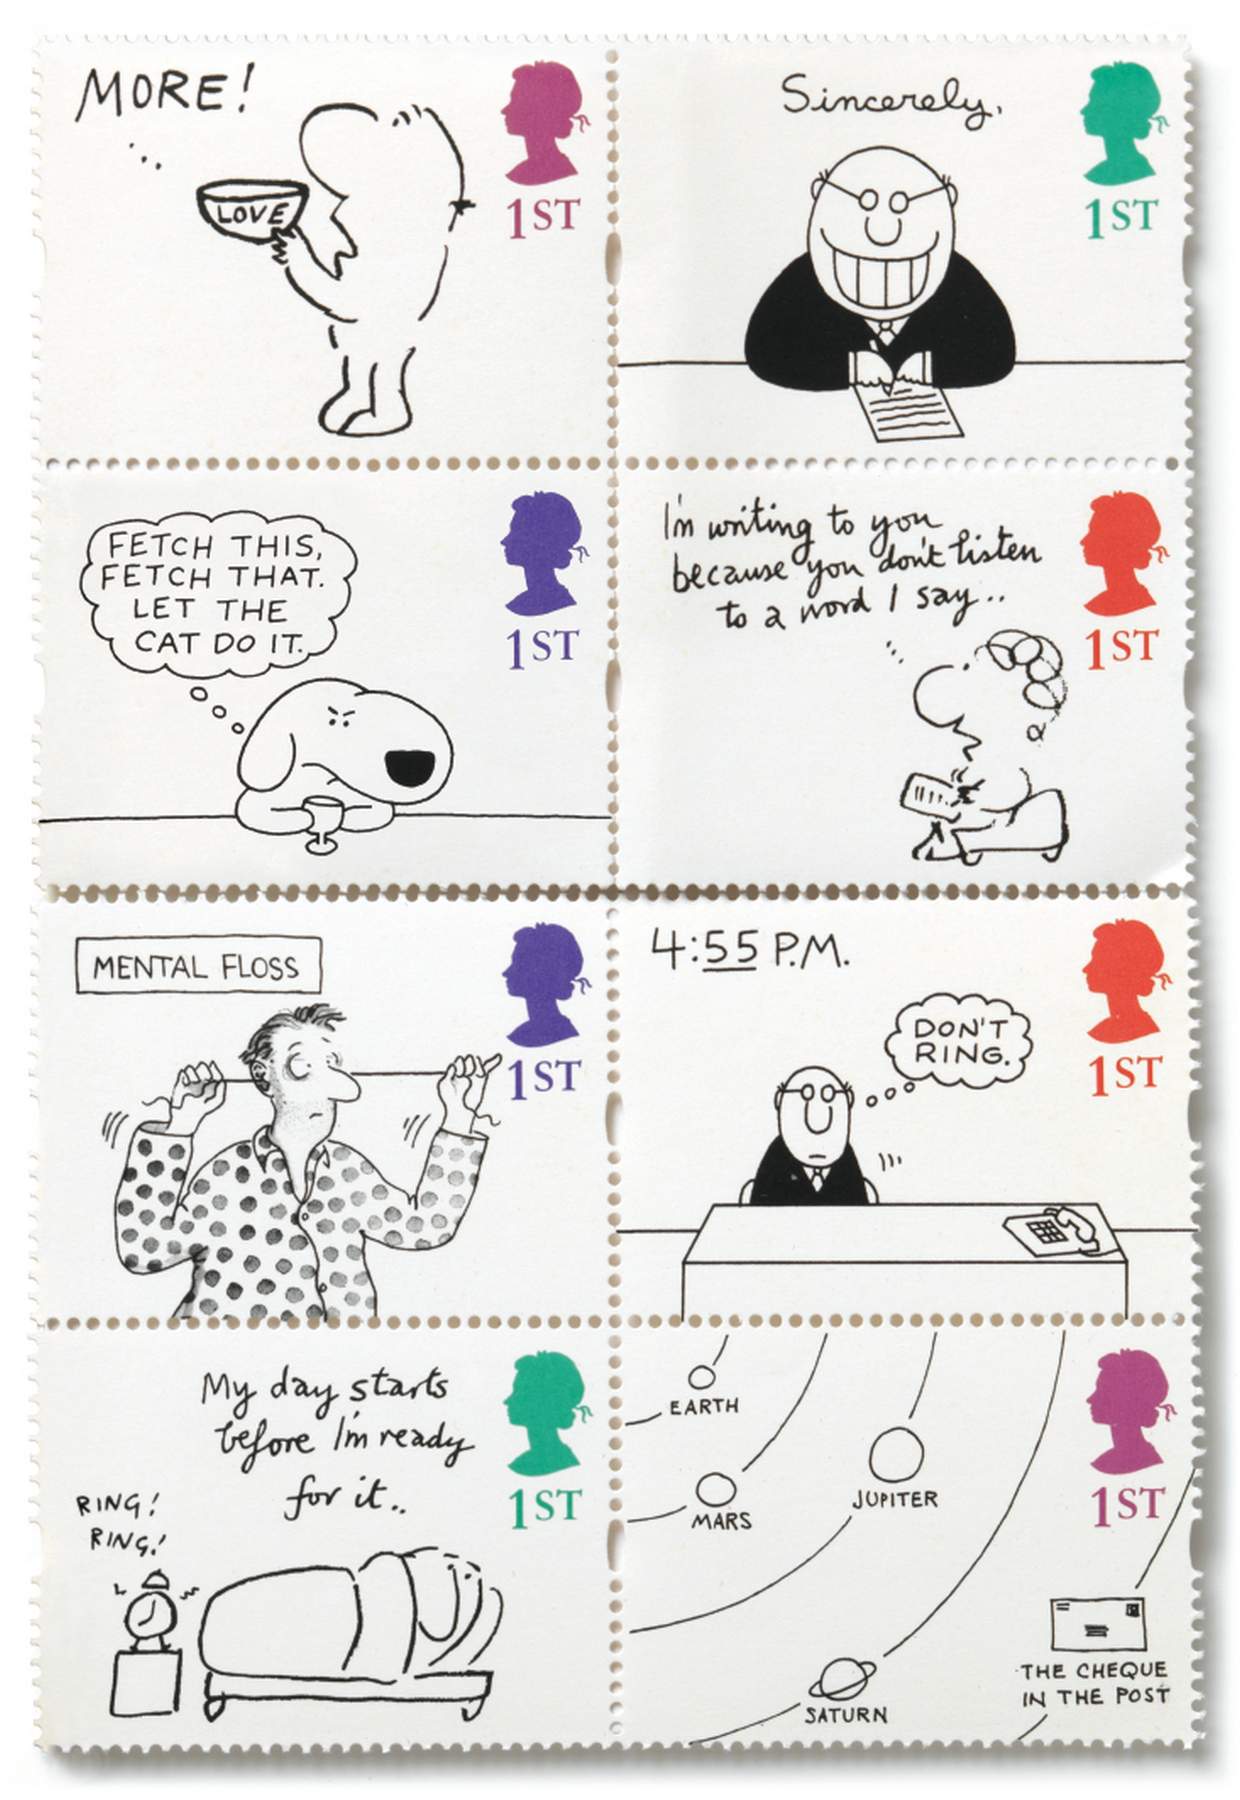 MORE!
LOVE
1ST
Sincerely,
1ST
FETCH THIS,
FETCH THAT.
LET THE
CAT DO IT.
1ST
I'm writing to you
because you don't listen
to a word I say..
1ST
MENTAL FLOSS
1ST
4:55 P.M.
DON'T
RING.
1ST
My day starts
before I'm ready
for it..
RING!
RING!
1ST
EARTH
MARS
JUPITER
SATURN
1ST
THE CHEQUE
IN THE POST